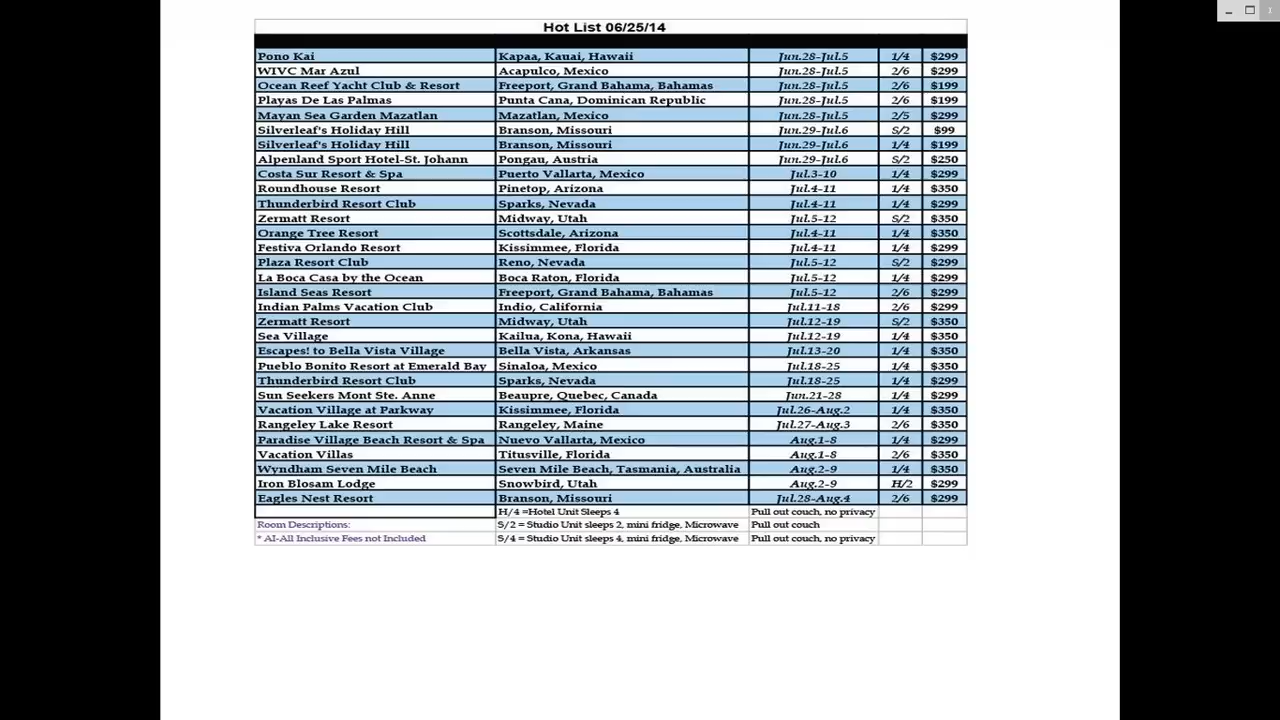 Hot List 06/25/14
Pono Kai Kapaa, Kauai, Hawaii Jun.28-Jul.5 1/4 $299
WIVC Mar Azul Acapulco, Mexico Jun.28-Jul.5 2/6 $299
Ocean Reef Yacht Club & Resort Freeport, Grand Bahama, Bahamas Jun.28-Jul.5 2/6 $199
Playas De Las Palmas Punta Cana, Dominican Republic Jun.28-Jul.5 2/6 $199
Mayan Sea Garden Mazatlan Mazatlan, Mexico Jun.28-Jul.5 2/5 $299
Silverleaf's Holiday Hill Branson, Missouri Jun.29-Jul.6 S/2 $99
Silverleaf's Holiday Hill Branson, Missouri Jun.29-Jul.6 1/4 $199
Alpenland Sport Hotel-St. Johann Pongau, Austria Jun.29-Jul.6 S/2 $250
Costa Sur Resort & Spa Puerto Vallarta, Mexico Jul.3-10 1/4 $299
Roundhouse Resort Pinetop, Arizona Jul.4-11 1/4 $350
Thunderbird Resort Club Sparks, Nevada Jul.4-11 1/4 $299
Zermatt Resort Midway, Utah Jul.5-12 S/2 $350
Orange Tree Resort Scottsdale, Arizona Jul.4-11 1/4 $350
Festiva Orlando Resort Kissimmee, Florida Jul.4-11 1/4 $299
Plaza Resort Club Reno, Nevada Jul.5-12 S/2 $299
La Boca Casa by the Ocean Boca Raton, Florida Jul.5-12 1/4 $299
Island Seas Resort Freeport, Grand Bahama, Bahamas Jul.5-12 2/6 $299
Indian Palms Vacation Club Indio, California Jul.11-18 2/6 $299
Zermatt Resort Midway, Utah Jul.12-19 S/2 $350
Sea Village Kailua, Kona, Hawaii Jul.12-19 1/4 $350
Escapes! to Bella Vista Village Bella Vista, Arkansas Jul.13-20 1/4 $350
Pueblo Bonito Resort at Emerald Bay Sinaloa, Mexico Jul.18-25 1/4 $350
Thunderbird Resort Club Sparks, Nevada Jul.18-25 1/4 $299
Sun Seekers Mont Ste. Anne Beaupre, Quebec, Canada Jun.21-28 1/4 $299
Vacation Village at Parkway Kissimmee, Florida Jul.26-Aug.2 1/4 $350
Rangeley Lake Resort Rangeley, Maine Jul.27-Aug.3 2/6 $350
Paradise Village Beach Resort & Spa Nuevo Vallarta, Mexico Aug.1-8 1/4 $299
Vacation Villas Titusville, Florida Aug.1-8 2/6 $350
Wyndham Seven Mile Beach Seven Mile Beach, Tasmania, Australia Aug.2-9 1/4 $350
Iron Blosam Lodge Snowbird, Utah Aug.2-9 H/2 $299
Eagles Nest Resort Branson, Missouri Jul.28-Aug.4 2/6 $299
H/4 =Hotel Unit Sleeps 4 Pull out couch, no privacy
Room Descriptions: S/2 = Studio Unit sleeps 2, mini fridge, Microwave Pull out couch
* AI-All Inclusive Fees not Included S/4 = Studio Unit sleeps 4, mini fridge, Microwave Pull out couch, no privacy